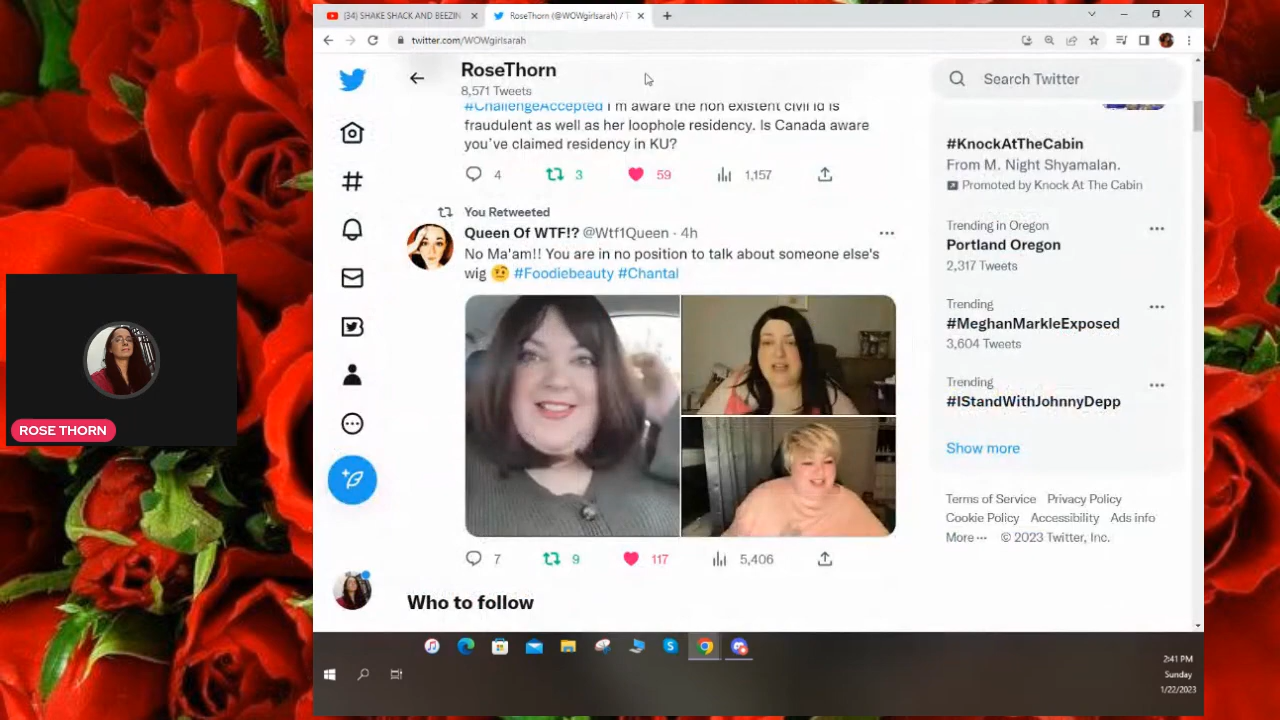 (34) SHAKE SHACK AND BEEZIN
RoseThorn (@WOWgirlsarah) / T
twitter.com/WOWgirlsarah
RoseThorn
8,571 Tweets
Search Twitter
#ChallengeAccepted I'm aware the non existent civil id is
fraudulent as well as her loophole residency. Is Canada aware
you've claimed residency in KU?
4 3 59 1,157
You Retweeted
Queen Of WTF!? @Wtf1Queen · 4h
No Ma'am!! You are in no position to talk about someone else's
wig 🤨 #Foodiebeauty #Chantal
7 9 117 5,406
Who to follow
#KnockAtTheCabin
From M. Night Shyamalan.
Promoted by Knock At The Cabin
Trending in Oregon
Portland Oregon
2,317 Tweets
Trending
#MeghanMarkleExposed
3,604 Tweets
Trending
#IStandWithJohnnyDepp
Show more
Terms of Service Privacy Policy
Cookie Policy Accessibility Ads info
More ··· © 2023 Twitter, Inc.
ROSE THORN
2:41 PM
Sunday
1/22/2023